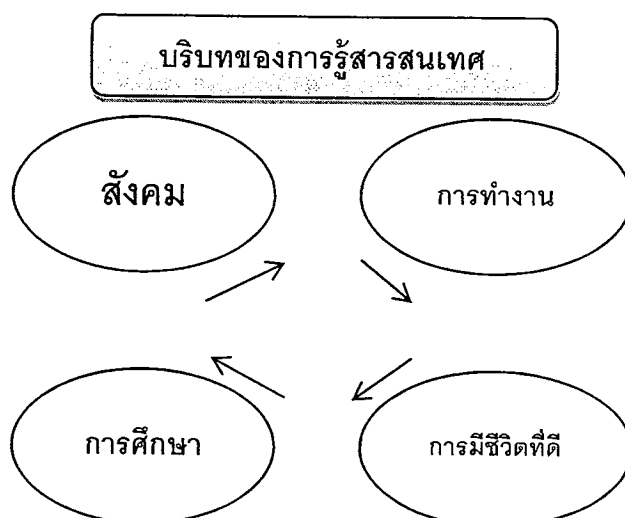 บริบทของการรู้สารสนเทศ
สังคม
การทำงาน
การศึกษา
การมีชีวิตที่ดี